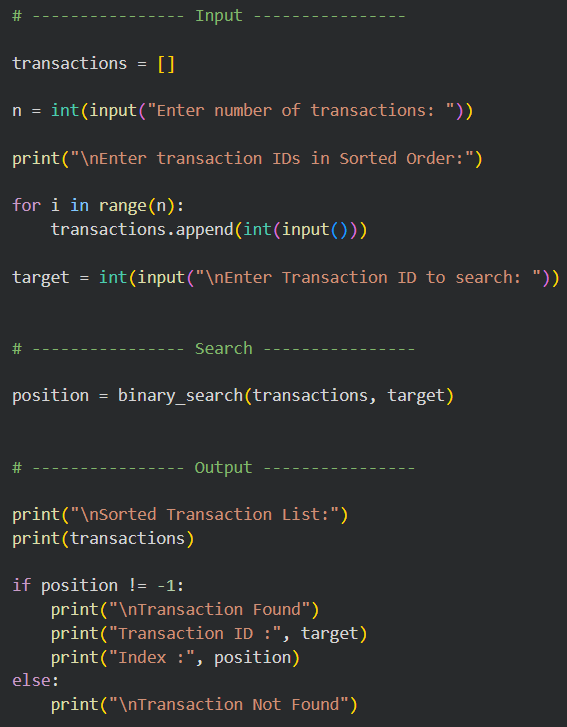 # ---------------- Input ----------------
transactions = []
n = int(input("Enter number of transactions: "))
print("\nEnter transaction IDs in Sorted Order:")
for i in range(n):
    transactions.append(int(input()))
target = int(input("\nEnter Transaction ID to search: "))
# ---------------- Search ----------------
position = binary_search(transactions, target)
# ---------------- Output ----------------
print("\nSorted Transaction List:")
print(transactions)
if position != -1:
    print("\nTransaction Found")
    print("Transaction ID :", target)
    print("Index :", position)
else:
    print("\nTransaction Not Found")